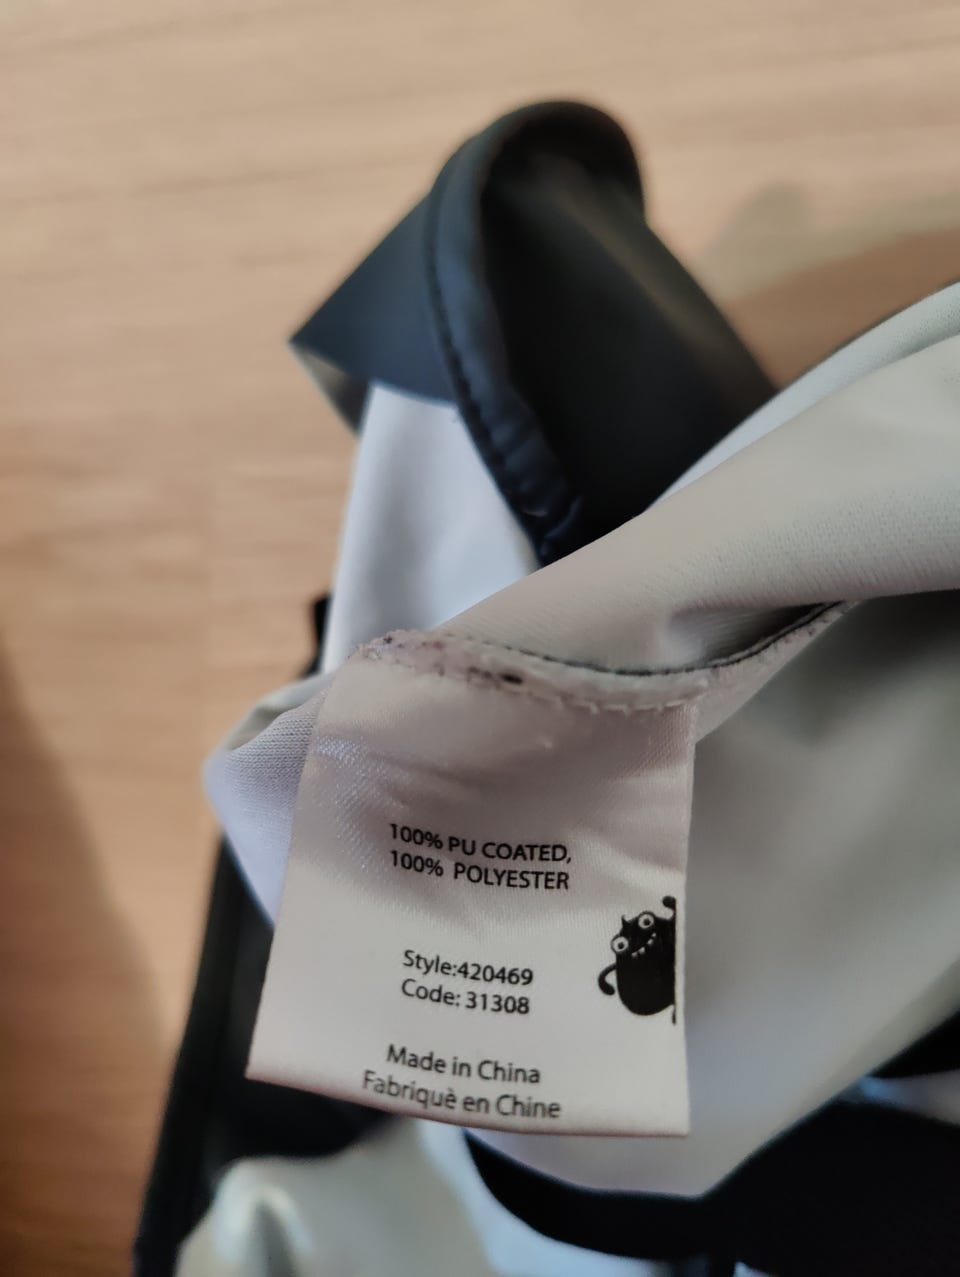 100% PU COATED,
100% POLYESTER
Style:420469
Code: 31308
Made in China
Fabriquè en Chine